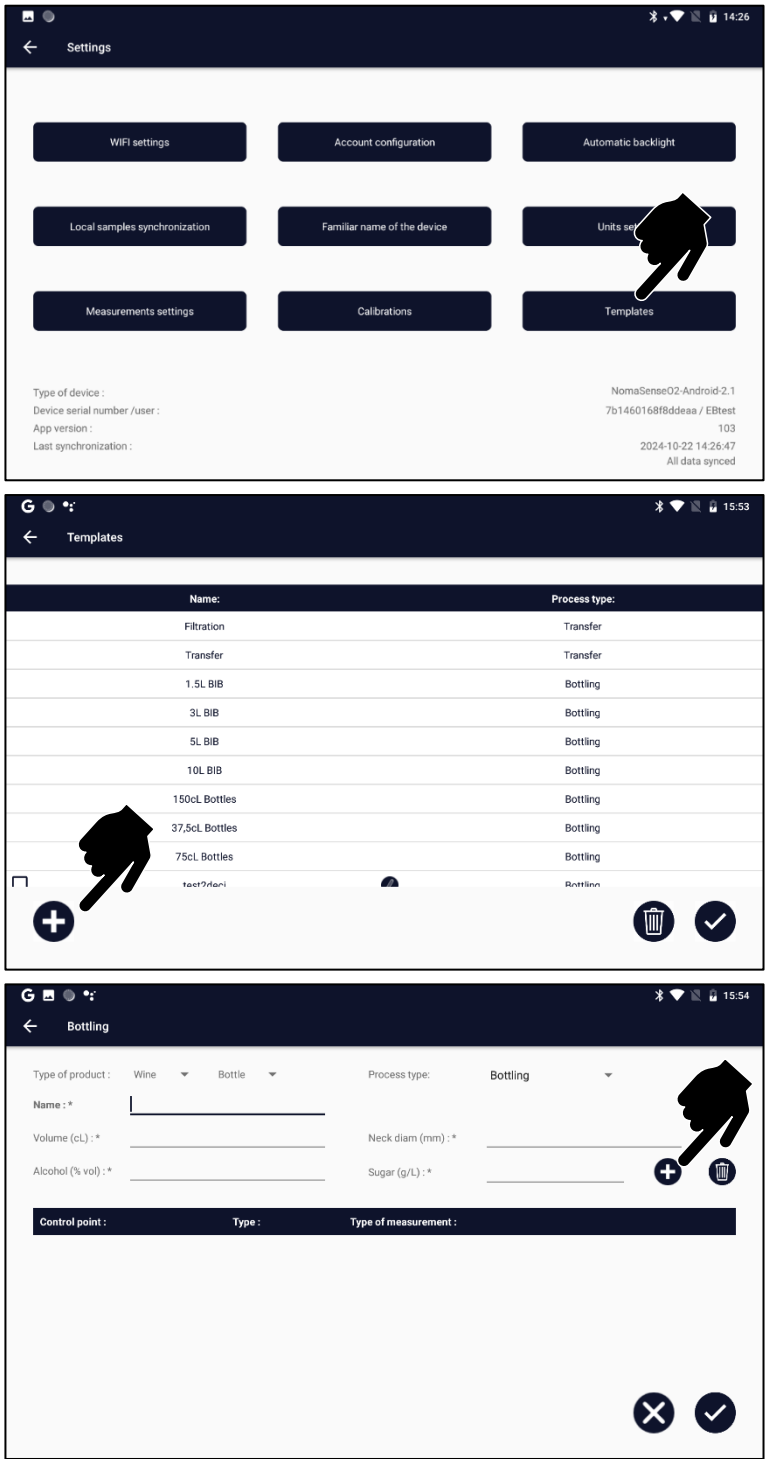 14:26
Settings
WIFI settings Account configuration Automatic backlight
Local samples synchronization Familiar name of the device Units
Measurements settings Calibrations Templates
Type of device : NomaSenseO2-Android-2.1
Device serial number /user : 7b1460168f8ddeaa / EBtest
App version : 103
Last synchronization : 2024-10-22 14:26:47
All data synced
G 15:53
Templates
Name: Process type:
Filtration Transfer
Transfer Transfer
1.5L BIB Bottling
3L BIB Bottling
5L BIB Bottling
10L BIB Bottling
150cL Bottles Bottling
37,5cL Bottles Bottling
75cL Bottles Bottling
test2deci Bottling
G 15:54
Bottling
Type of product : Wine Bottle Process type: Bottling
Name : *
Volume (cL) : * Neck diam (mm) : *
Alcohol (% vol) : * Sugar (g/L) : *
Control point : Type : Type of measurement :